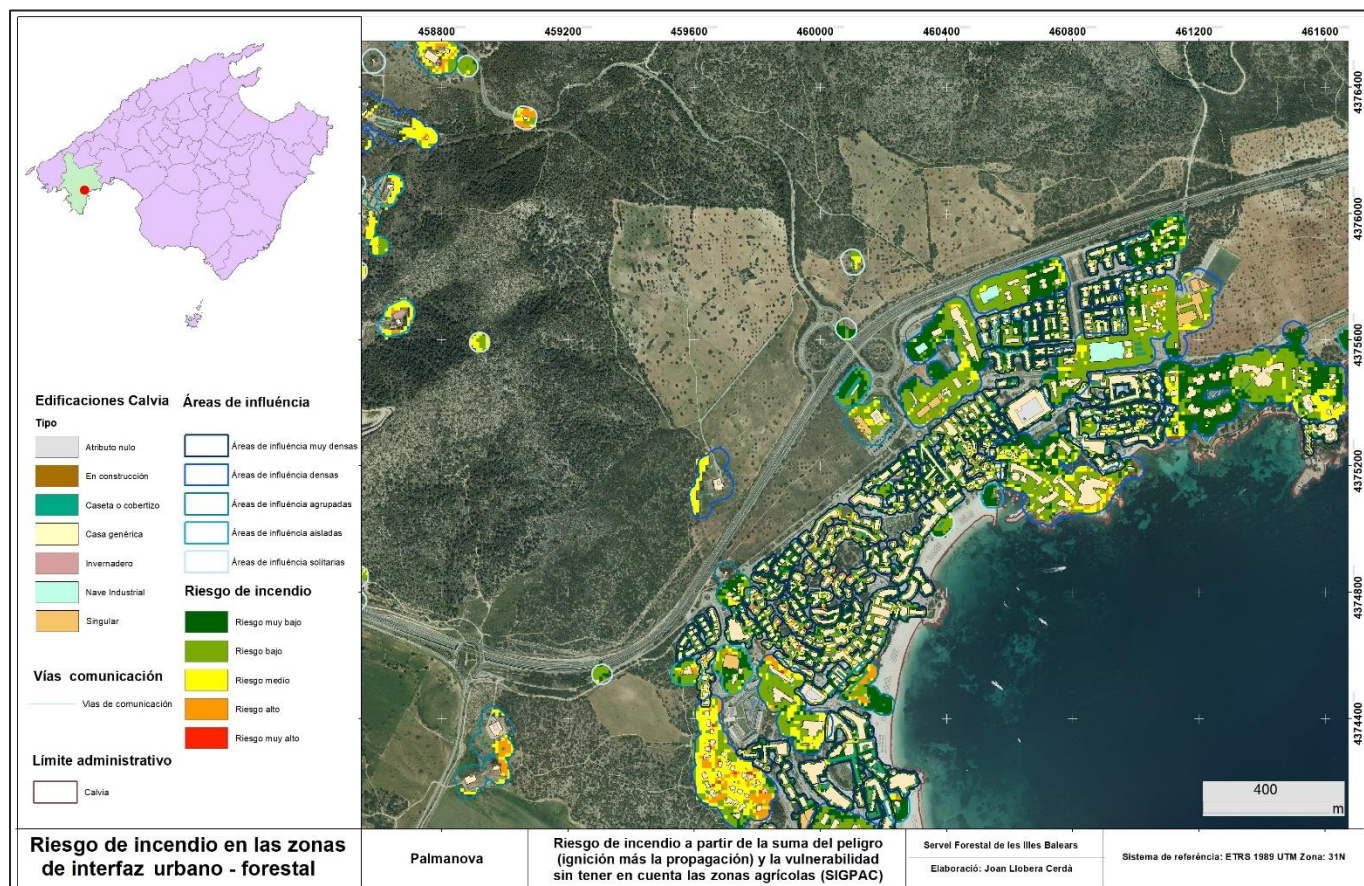 458800 459200 459600 460000 460400 460800 461200 461600
4376400
4376000
4375600
4375200
4374800
4374400
Edificaciones Calvia
Tipo
Atributo nulo
En construcción
Caseta o cobertizo
Casa genérica
Invernadero
Nave Industrial
Singular
Vías comunicación
Vias de comunicación
Límite administrativo
Calvia
Áreas de influéncia
Áreas de influéncia muy densas
Áreas de influéncia densas
Áreas de influéncia agrupadas
Áreas de influéncia aisladas
Áreas de influéncia solitarias
Riesgo de incendio
Riesgo muy bajo
Riesgo bajo
Riesgo medio
Riesgo alto
Riesgo muy alto
400
m
Riesgo de incendio en las zonas
de interfaz urbano - forestal
Palmanova
Riesgo de incendio a partir de la suma del peligro
(ignición más la propagación) y la vulnerabilidad
sin tener en cuenta las zonas agrícolas (SIGPAC)
Servei Forestal de les Illes Balears
Elaboració: Joan Llobera Cerdà
Sistema de referéncia: ETRS 1989 UTM Zona: 31N